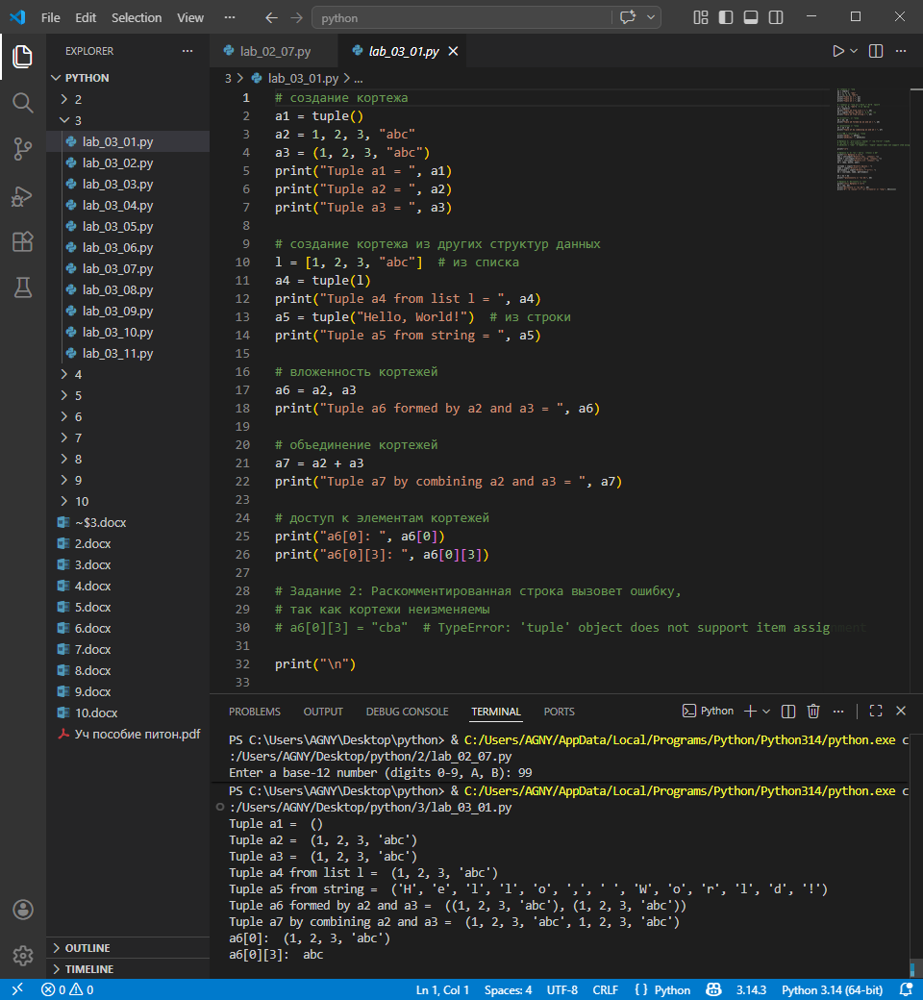 File Edit Selection View ··· python
EXPLORER ···
PYTHON
2
3
lab_03_01.py
lab_03_02.py
lab_03_03.py
lab_03_04.py
lab_03_05.py
lab_03_06.py
lab_03_07.py
lab_03_08.py
lab_03_09.py
lab_03_10.py
lab_03_11.py
4
5
6
7
8
9
10
~$3.docx
2.docx
3.docx
4.docx
5.docx
6.docx
7.docx
8.docx
9.docx
10.docx
Уч пособие питон.pdf
OUTLINE
TIMELINE
lab_02_07.py lab_03_01.py
3 > lab_03_01.py > ...
1 # создание кортежа
2 a1 = tuple()
3 a2 = 1, 2, 3, "abc"
4 a3 = (1, 2, 3, "abc")
5 print("Tuple a1 = ", a1)
6 print("Tuple a2 = ", a2)
7 print("Tuple a3 = ", a3)
8
9 # создание кортежа из других структур данных
10 l = [1, 2, 3, "abc"]  # из списка
11 a4 = tuple(l)
12 print("Tuple a4 from list l = ", a4)
13 a5 = tuple("Hello, World!")  # из строки
14 print("Tuple a5 from string = ", a5)
15
16 # вложенность кортежей
17 a6 = a2, a3
18 print("Tuple a6 formed by a2 and a3 = ", a6)
19
20 # объединение кортежей
21 a7 = a2 + a3
22 print("Tuple a7 by combining a2 and a3 = ", a7)
23
24 # доступ к элементам кортежей
25 print("a6[0]: ", a6[0])
26 print("a6[0][3]: ", a6[0][3])
27
28 # Задание 2: Раскомментированная строка вызовет ошибку,
29 # так как кортежи неизменяемы
30 # a6[0][3] = "cba"  # TypeError: 'tuple' object does not support item assignment
31
32 print("\n")
33
PROBLEMS OUTPUT DEBUG CONSOLE TERMINAL PORTS Python
PS C:\Users\AGNY\Desktop\python> & C:/Users/AGNY/AppData/Local/Programs/Python/Python314/python.exe c
:/Users/AGNY/Desktop/python/2/lab_02_07.py
Enter a base-12 number (digits 0-9, A, B): 99
PS C:\Users\AGNY\Desktop\python> & C:/Users/AGNY/AppData/Local/Programs/Python/Python314/python.exe c
:/Users/AGNY/Desktop/python/3/lab_03_01.py
Tuple a1 =  ()
Tuple a2 =  (1, 2, 3, 'abc')
Tuple a3 =  (1, 2, 3, 'abc')
Tuple a4 from list l =  (1, 2, 3, 'abc')
Tuple a5 from string =  ('H', 'e', 'l', 'l', 'o', ',', ' ', 'W', 'o', 'r', 'l', 'd', '!')
Tuple a6 formed by a2 and a3 =  ((1, 2, 3, 'abc'), (1, 2, 3, 'abc'))
Tuple a7 by combining a2 and a3 =  (1, 2, 3, 'abc', 1, 2, 3, 'abc')
a6[0]:  (1, 2, 3, 'abc')
a6[0][3]:  abc
0 0 Ln 1, Col 1 Spaces: 4 UTF-8 CRLF { } Python 3.14.3 Python 3.14 (64-bit)